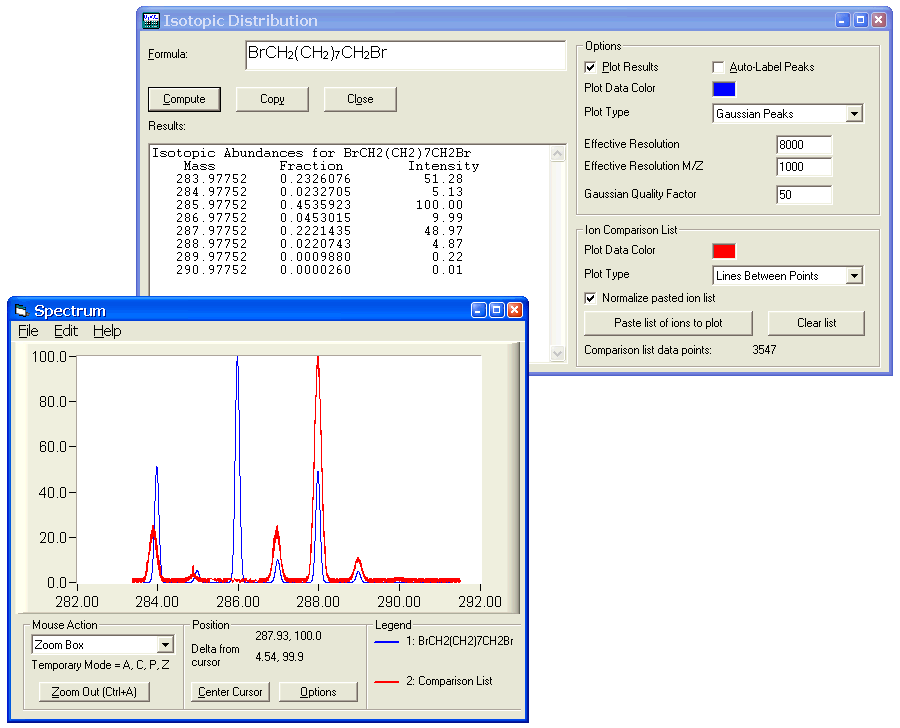 Isotopic Distribution
Formula:
BrCH₂(CH₂)₇CH₂Br
Compute
Copy
Close
Results:
Isotopic Abundances for BrCH2(CH2)7CH2Br
Mass Fraction Intensity
283.97752 0.2326076 51.28
284.97752 0.0232705 5.13
285.97752 0.4535923 100.00
286.97752 0.0453015 9.99
287.97752 0.2221435 48.97
288.97752 0.0220743 4.87
289.97752 0.0009880 0.22
290.97752 0.0000260 0.01
Options
Plot Results
Auto-Label Peaks
Plot Data Color
Plot Type
Gaussian Peaks
Effective Resolution
8000
Effective Resolution M/Z
1000
Gaussian Quality Factor
50
Ion Comparison List
Plot Data Color
Plot Type
Lines Between Points
Normalize pasted ion list
Paste list of ions to plot
Clear list
Comparison list data points:
3547
Spectrum
File Edit Help
100.0
80.0
60.0
40.0
20.0
0.0
282.00 284.00 286.00 288.00 290.00 292.00
Mouse Action
Zoom Box
Temporary Mode = A, C, P, Z
Zoom Out (Ctrl+A)
Position
287.93, 100.0
Delta from
cursor
4.54, 99.9
Center Cursor
Options
Legend
1: BrCH2(CH2)7CH2Br
2: Comparison List